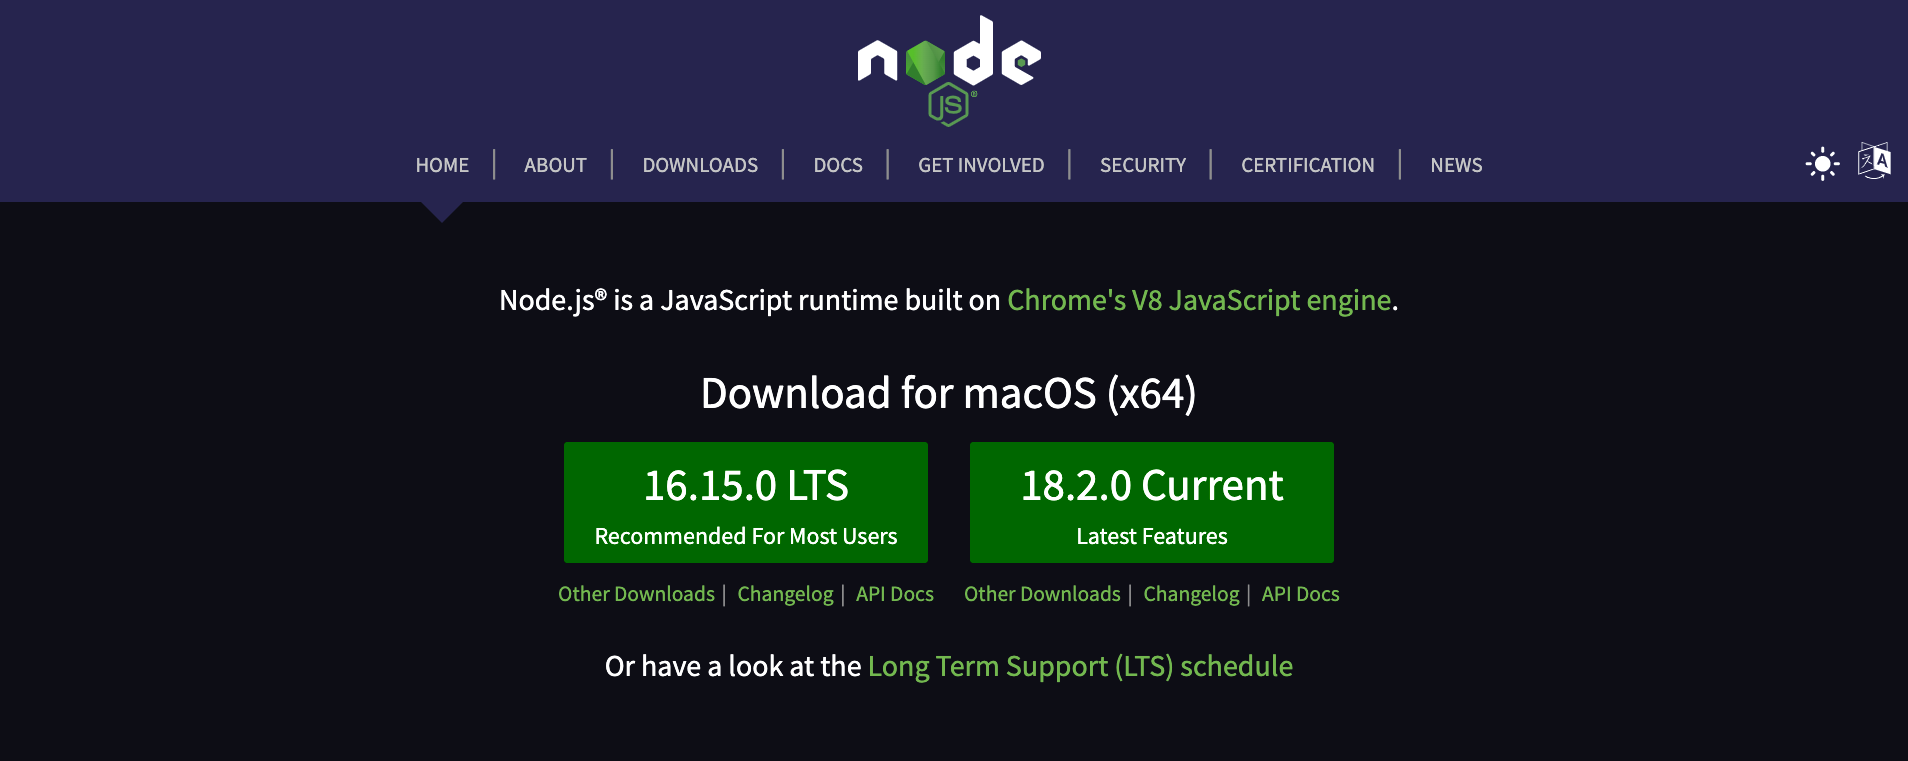 node
JS®
HOME | ABOUT | DOWNLOADS | DOCS | GET INVOLVED | SECURITY | CERTIFICATION | NEWS
A
Node.js® is a JavaScript runtime built on Chrome's V8 JavaScript engine.
Download for macOS (x64)
16.15.0 LTS
Recommended For Most Users
18.2.0 Current
Latest Features
Other Downloads | Changelog | API Docs
Other Downloads | Changelog | API Docs
Or have a look at the Long Term Support (LTS) schedule